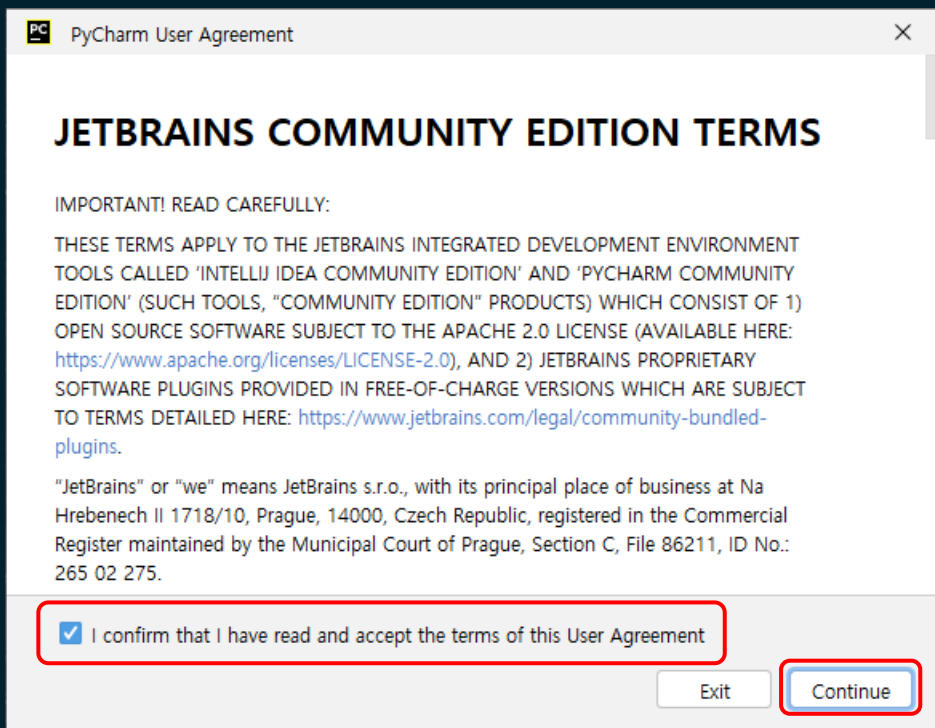 PC PyCharm User Agreement
JETBRAINS COMMUNITY EDITION TERMS
IMPORTANT! READ CAREFULLY:
THESE TERMS APPLY TO THE JETBRAINS INTEGRATED DEVELOPMENT ENVIRONMENT
TOOLS CALLED ‘INTELLIJ IDEA COMMUNITY EDITION’ AND ‘PYCHARM COMMUNITY
EDITION’ (SUCH TOOLS, “COMMUNITY EDITION” PRODUCTS) WHICH CONSIST OF 1)
OPEN SOURCE SOFTWARE SUBJECT TO THE APACHE 2.0 LICENSE (AVAILABLE HERE:
https://www.apache.org/licenses/LICENSE-2.0), AND 2) JETBRAINS PROPRIETARY
SOFTWARE PLUGINS PROVIDED IN FREE-OF-CHARGE VERSIONS WHICH ARE SUBJECT
TO TERMS DETAILED HERE: https://www.jetbrains.com/legal/community-bundled-
plugins.
“JetBrains” or “we” means JetBrains s.r.o., with its principal place of business at Na
Hrebenech II 1718/10, Prague, 14000, Czech Republic, registered in the Commercial
Register maintained by the Municipal Court of Prague, Section C, File 86211, ID No.:
265 02 275.
I confirm that I have read and accept the terms of this User Agreement
Exit Continue